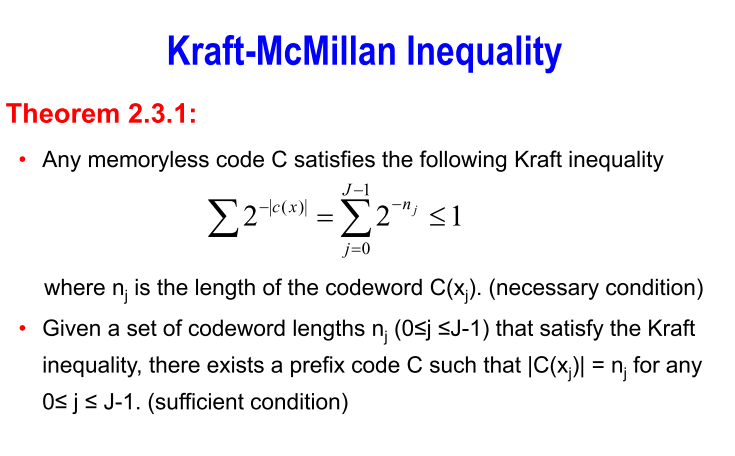 Kraft-McMillan Inequality
Theorem 2.3.1:
• Any memoryless code C satisfies the following Kraft inequality
∑ 2^{-|c(x)|} = ∑_{j=0}^{J-1} 2^{-n_j} ≤ 1
where n_j is the length of the codeword C(x_j). (necessary condition)
• Given a set of codeword lengths n_j (0≤j ≤J-1) that satisfy the Kraft
inequality, there exists a prefix code C such that |C(x_j)| = n_j for any
0≤ j ≤ J-1. (sufficient condition)